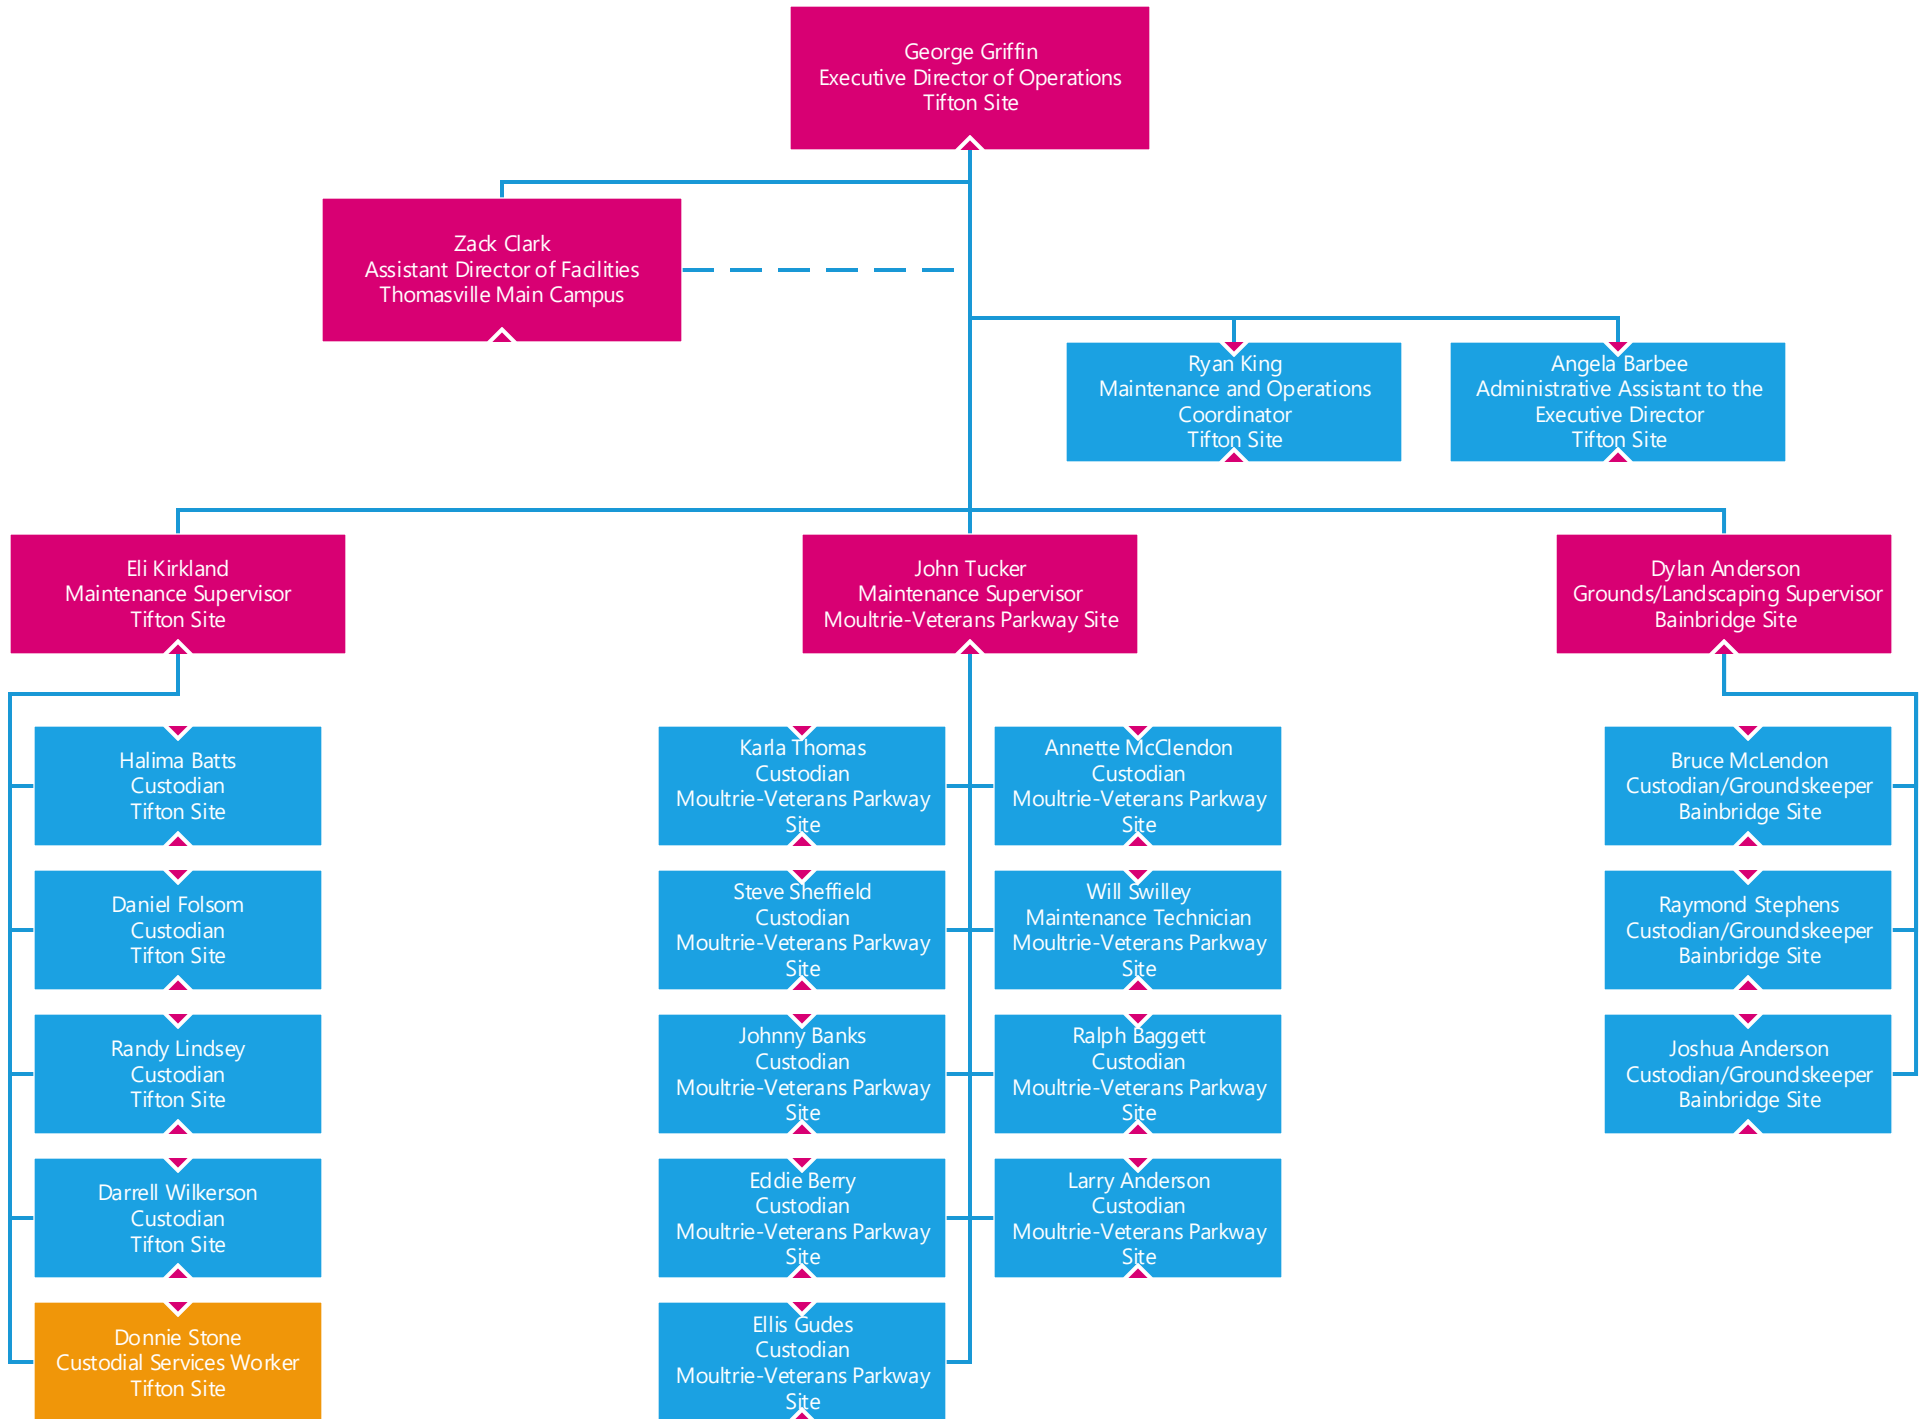 George Griffin
Executive Director of Operations
Tifton Site
Zack Clark
Assistant Director of Facilities
Thomasville Main Campus
Ryan King
Maintenance and Operations
Coordinator
Tifton Site
Angela Barbee
Administrative Assistant to the
Executive Director
Tifton Site
Eli Kirkland
Maintenance Supervisor
Tifton Site
John Tucker
Maintenance Supervisor
Moultrie-Veterans Parkway Site
Dylan Anderson
Grounds/Landscaping Supervisor
Bainbridge Site
Halima Batts
Custodian
Tifton Site
Karla Thomas
Custodian
Moultrie-Veterans Parkway
Site
Annette McClendon
Custodian
Moultrie-Veterans Parkway
Site
Bruce McLendon
Custodian/Groundskeeper
Bainbridge Site
Daniel Folsom
Custodian
Tifton Site
Steve Sheffield
Custodian
Moultrie-Veterans Parkway
Site
Will Swilley
Maintenance Technician
Moultrie-Veterans Parkway
Site
Raymond Stephens
Custodian/Groundskeeper
Bainbridge Site
Randy Lindsey
Custodian
Tifton Site
Johnny Banks
Custodian
Moultrie-Veterans Parkway
Site
Ralph Baggett
Custodian
Moultrie-Veterans Parkway
Site
Joshua Anderson
Custodian/Groundskeeper
Bainbridge Site
Darrell Wilkerson
Custodian
Tifton Site
Eddie Berry
Custodian
Moultrie-Veterans Parkway
Site
Larry Anderson
Custodian
Moultrie-Veterans Parkway
Site
Donnie Stone
Custodial Services Worker
Tifton Site
Ellis Gudes
Custodian
Moultrie-Veterans Parkway
Site